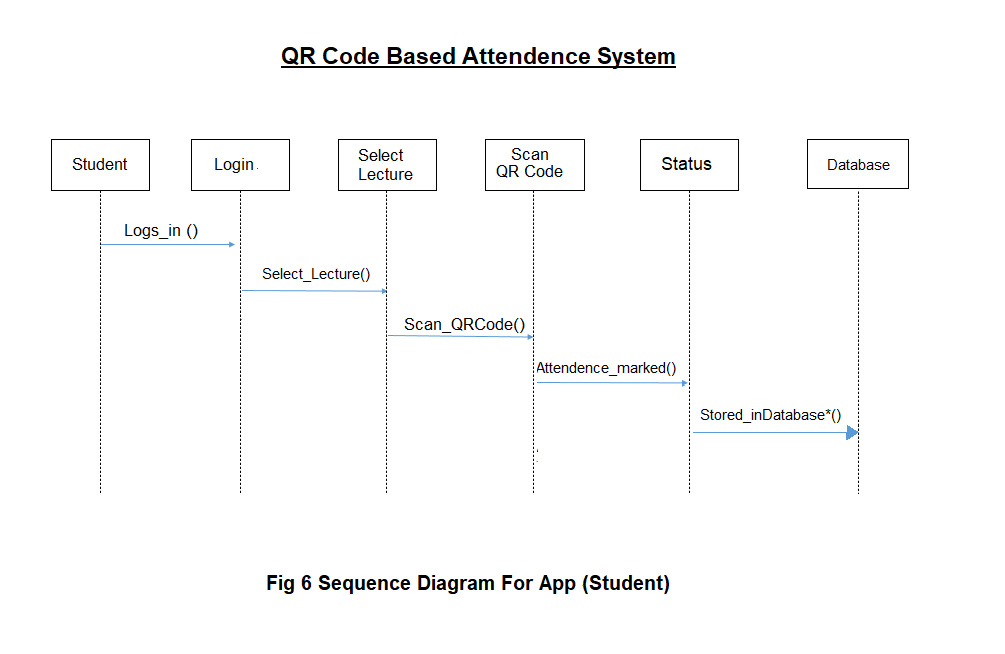 QR Code Based Attendence System
Student
Login
Select
Lecture
Scan
QR Code
Status
Database
Logs_in ()
Select_Lecture()
Scan_QRCode()
Attendence_marked()
Stored_inDatabase*()
Fig 6 Sequence Diagram For App (Student)